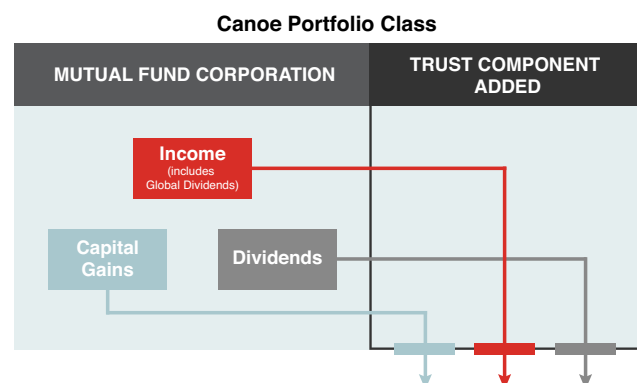 Canoe Portfolio Class
MUTUAL FUND CORPORATION
TRUST COMPONENT
ADDED
Income
(includes
Global Dividends)
Capital
Gains
Dividends